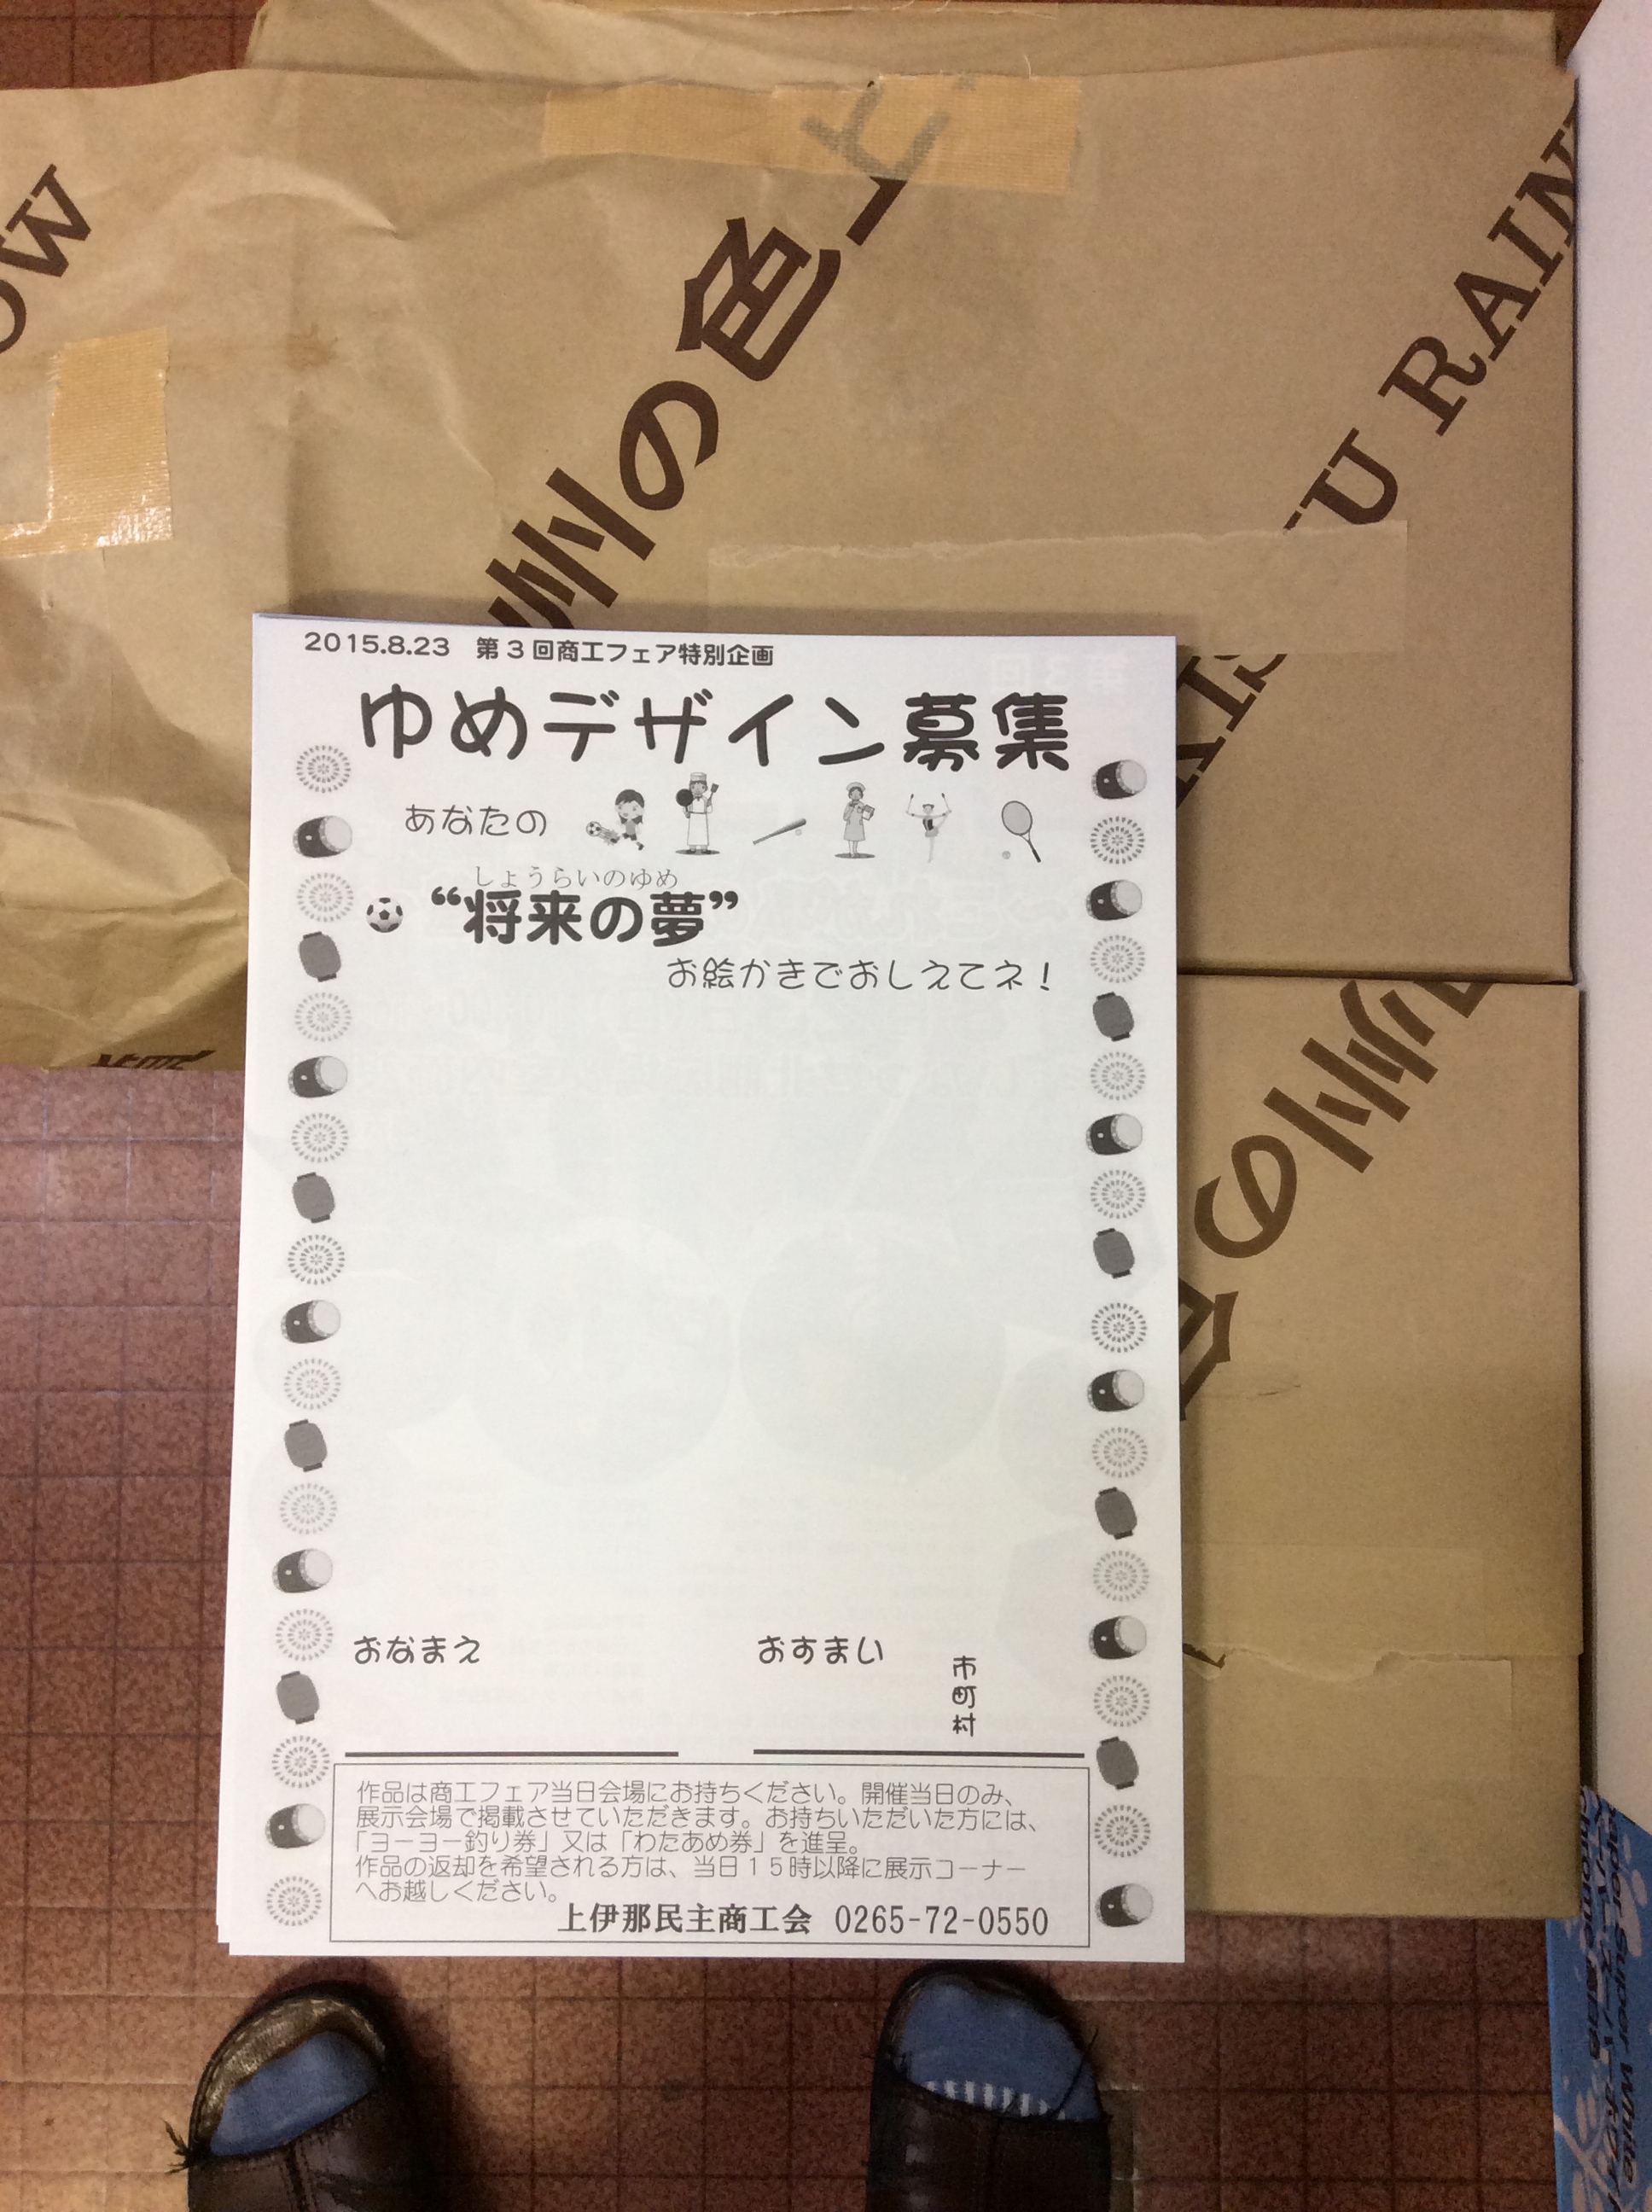 OW
州の色上
U RAIN
2015.8.23 第3回商工フェア特別企画
ゆめデザイン募集
あなたの
しょうらいのゆめ
“将来の夢”
お絵かきでおしえてネ！
州の色
おなまえ
おすまい
市
町
村
作品は商工フェア当日会場にお持ちください。開催当日のみ、
展示会場で掲載させていただきます。お持ちいただいた方には、
「ヨーヨー釣り券」又は「わたあめ券」を進呈。
作品の返却を希望される方は、当日１５時以降に展示コーナー
へお越しください。
上伊那民主商工会 0265-72-0550